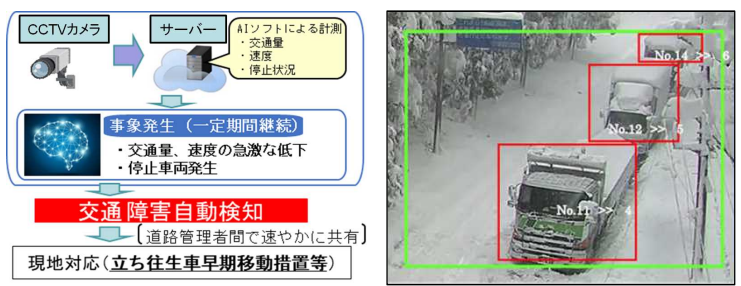 CCTVカメラ
サーバー
AIソフトによる計測
・交通量
・速度
・停止状況
事象発生（一定期間継続）
・交通量、速度の急激な低下
・停止車両発生
交通障害自動検知
〔道路管理者間で速やかに共有〕
現地対応（立ち往生車早期移動措置等）
No.14 >> 6
No.12 >> 5
No.11 >> 4